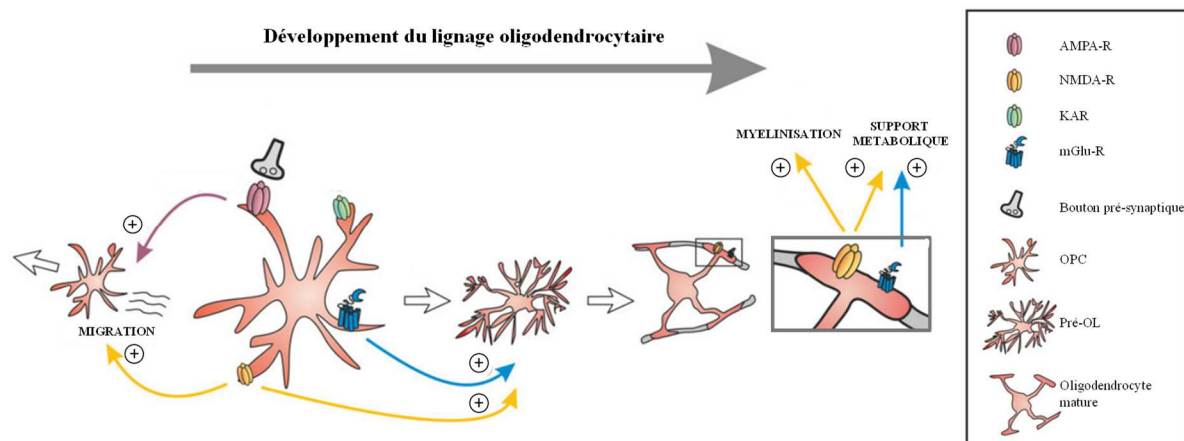 Développement du lignage oligodendrocytaire
MYELINISATION
SUPPORT
METABOLIQUE
+
+
+
+
MIGRATION
+
+
+
AMPA-R
NMDA-R
KAR
mGlu-R
Bouton pré-synaptique
OPC
Pré-OL
Oligodendrocyte
mature